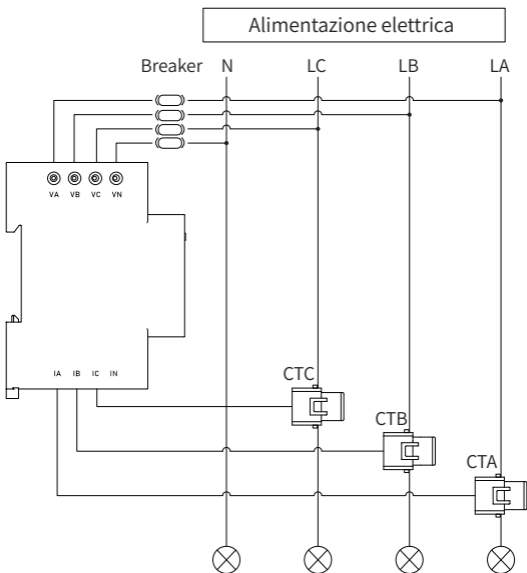 Alimentazione elettrica
Breaker N LC LB LA
VA VB VC VN
IA IB IC IN
CTC
CTB
CTA